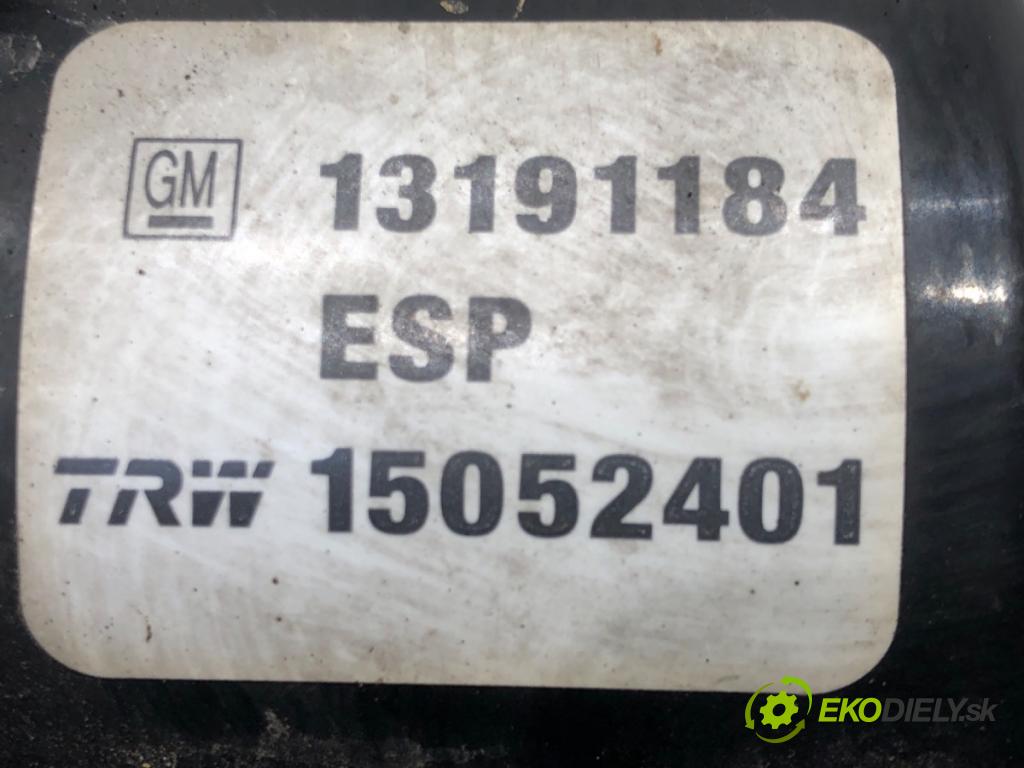 GM 13191184
ESP
TRW 15052401
EKODIELY.sk